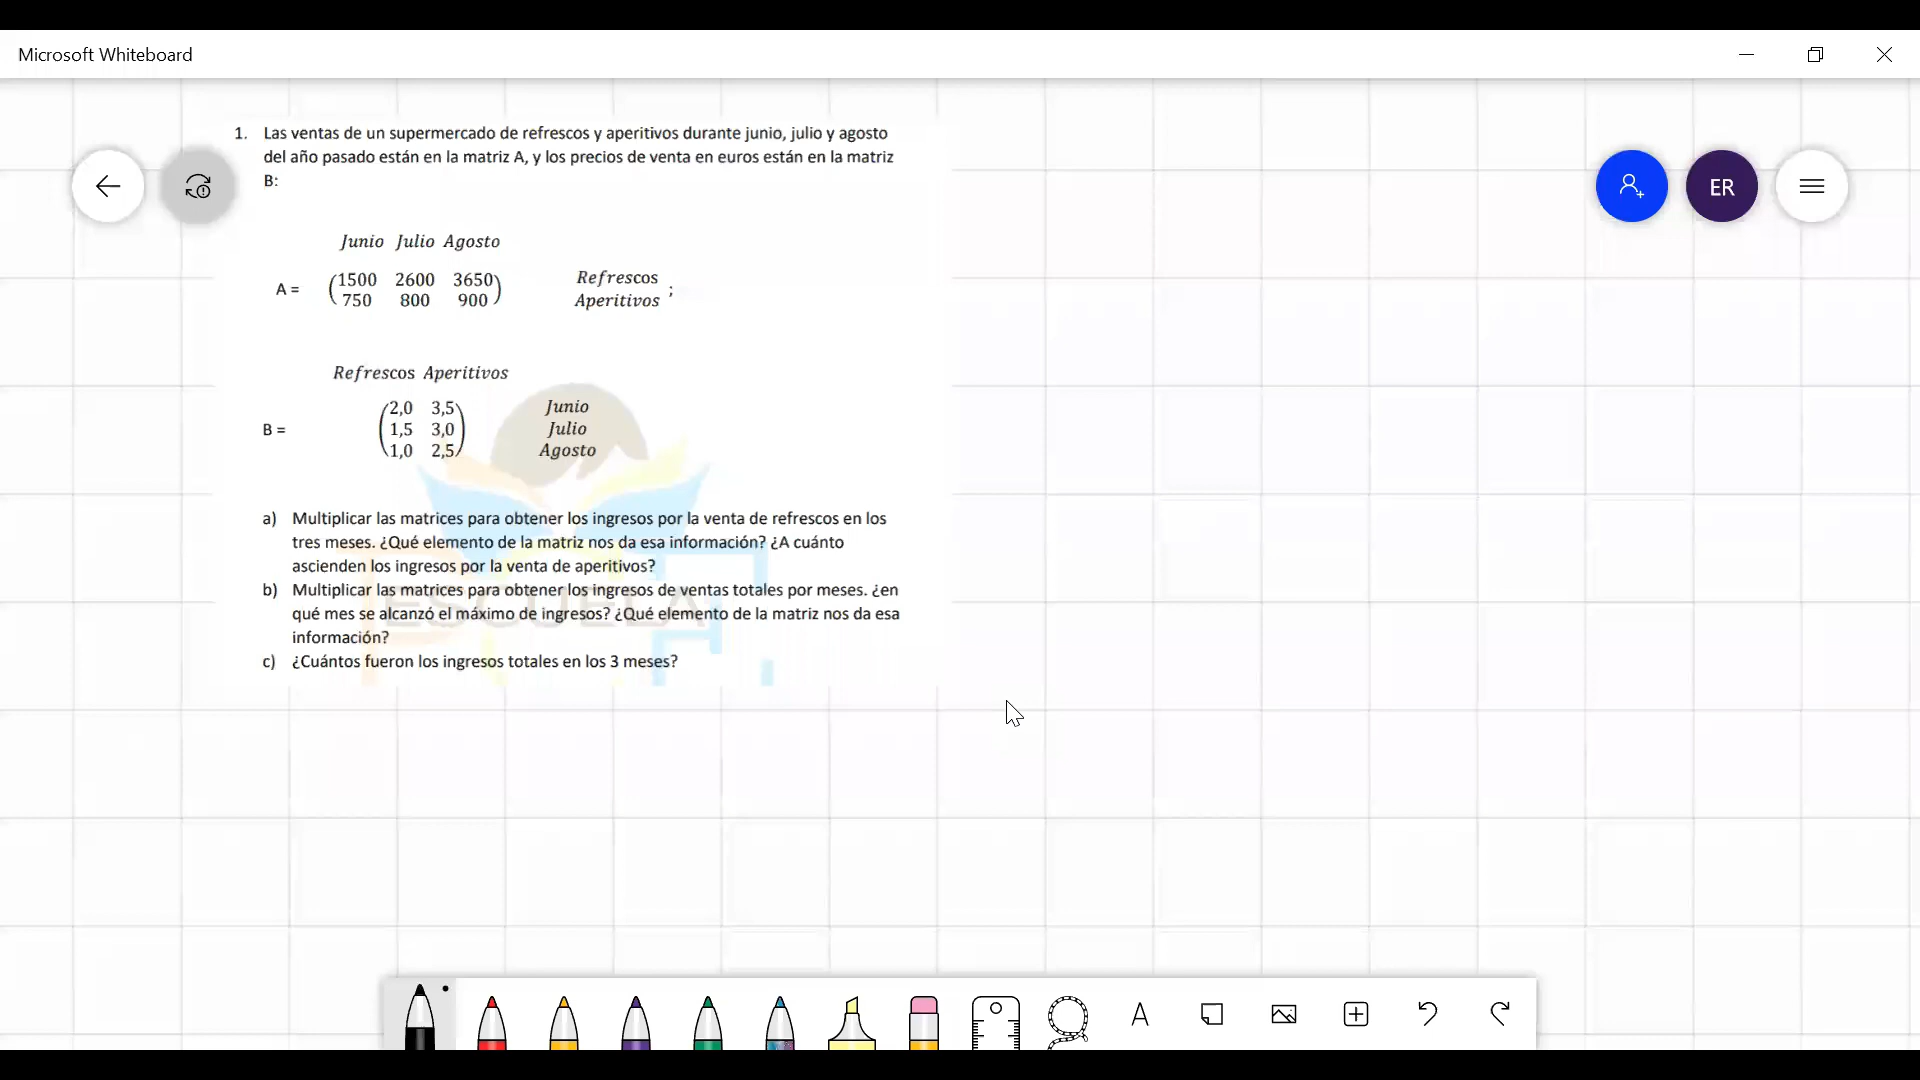 Microsoft Whiteboard
1. Las ventas de un supermercado de refrescos y aperitivos durante junio, julio y agosto
del año pasado están en la matriz A, y los precios de venta en euros están en la matriz
B:
ER
Junio Julio Agosto
A = (1500 2600 3650) Refrescos
(750 800 900) Aperitivos ;
Refrescos Aperitivos
(2,0 3,5) Junio
B = (1,5 3,0) Julio
(1,0 2,5) Agosto
a) Multiplicar las matrices para obtener los ingresos por la venta de refrescos en los
tres meses. ¿Qué elemento de la matriz nos da esa información? ¿A cuánto
ascienden los ingresos por la venta de aperitivos?
b) Multiplicar las matrices para obtener los ingresos de ventas totales por meses. ¿en
qué mes se alcanzó el máximo de ingresos? ¿Qué elemento de la matriz nos da esa
información?
c) ¿Cuántos fueron los ingresos totales en los 3 meses?
ESCUELA